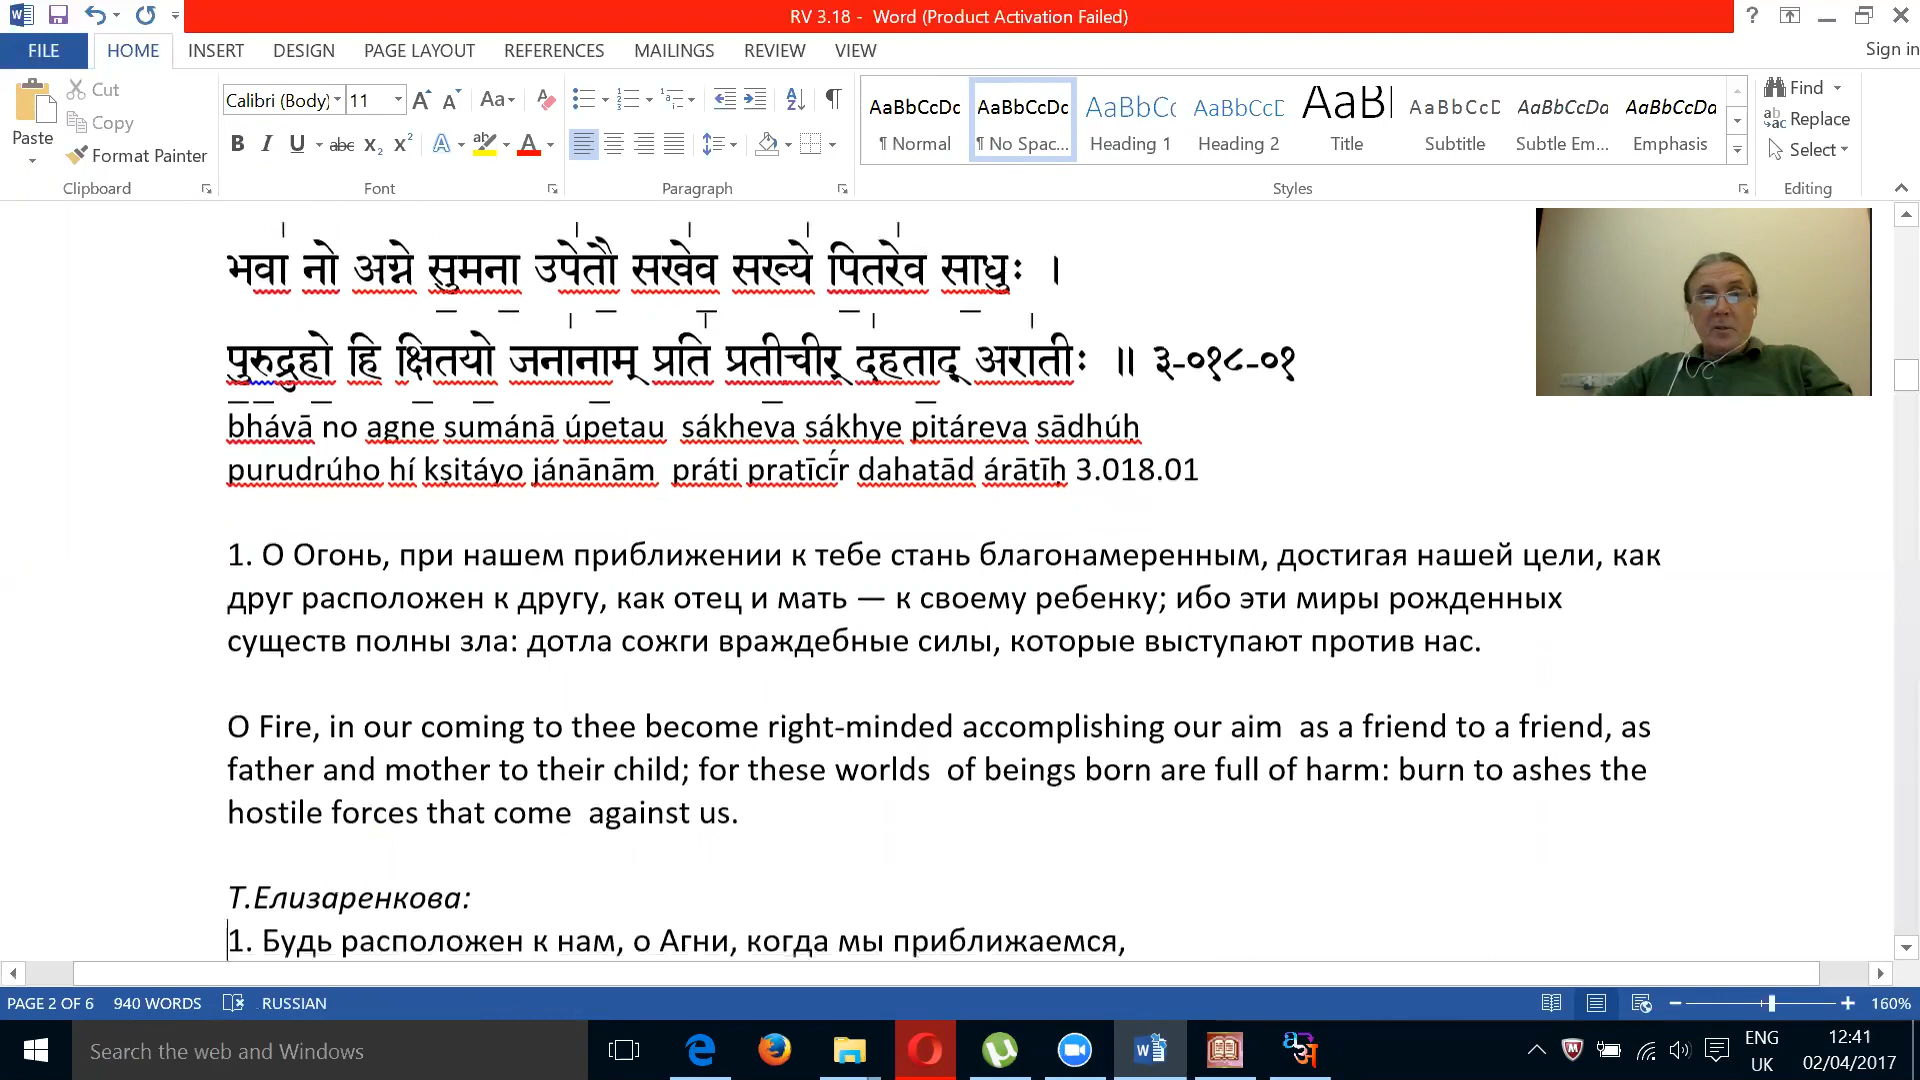 RV 3.18 - Word (Product Activation Failed)
FILE HOME INSERT DESIGN PAGE LAYOUT REFERENCES MAILINGS REVIEW VIEW Sign in
Paste
Cut
Copy
Format Painter
Clipboard
Calibri (Body) 11
Font
Paragraph
AaBbCcDc AaBbCcDc AaBbCc AaBbCcD AaBl AaBbCcD AaBbCcDa AaBbCcDa
¶ Normal ¶ No Spac... Heading 1 Heading 2 Title Subtitle Subtle Em... Emphasis
Styles
Find
Replace
Select
Editing
भवा नो अग्ने सुमना उपेतौ सखेव सख्ये पितरेव साधुः ।
पुरुद्रुहो हि क्षितयो जनानाम् प्रति प्रतीचीर् दहताद् अरातीः ॥ ३-०१८-०१
bhávā no agne sumánā úpetau sákheva sákhye pitáreva sādhúḥ
purudrúho hí kṣitáyo jánānām práti pratīcī́r dahatād árātīḥ 3.018.01
1. О Огонь, при нашем приближении к тебе стань благонамеренным, достигая нашей цели, как
друг расположен к другу, как отец и мать — к своему ребенку; ибо эти миры рожденных
существ полны зла: дотла сожги враждебные силы, которые выступают против нас.
O Fire, in our coming to thee become right-minded accomplishing our aim as a friend to a friend, as
father and mother to their child; for these worlds of beings born are full of harm: burn to ashes the
hostile forces that come against us.
Т.Елизаренкова:
1. Будь расположен к нам, о Агни, когда мы приближаемся,
PAGE 2 OF 6 940 WORDS RUSSIAN 160%
Search the web and Windows
ENG
UK
12:41
02/04/2017